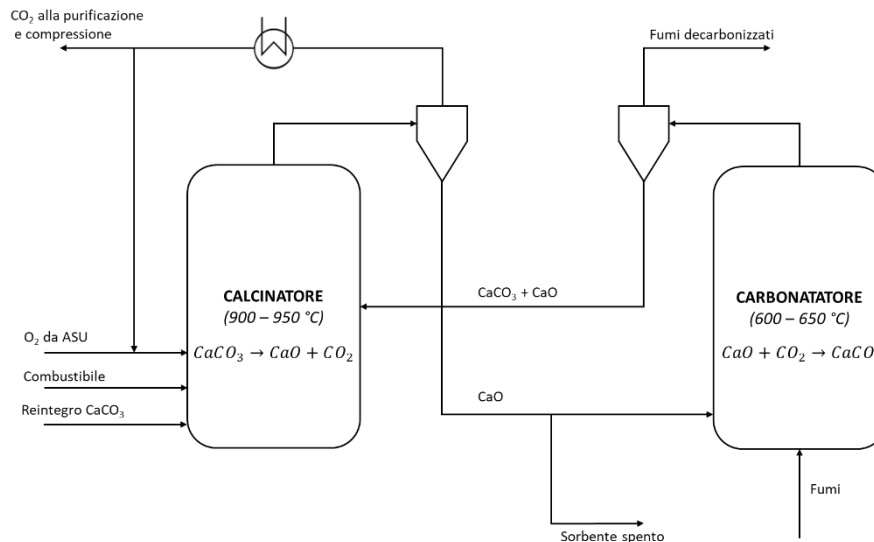 CO₂ alla purificazione
e compressione
Fumi decarbonizzati
CALCINATORE
(900 – 950 °C)
CaCO₃ → CaO + CO₂
CaCO₃ + CaO
CARBONATATORE
(600 – 650 °C)
CaO + CO₂ → CaCO
O₂ da ASU
Combustibile
Reintegro CaCO₃
CaO
Fumi
Sorbente spento